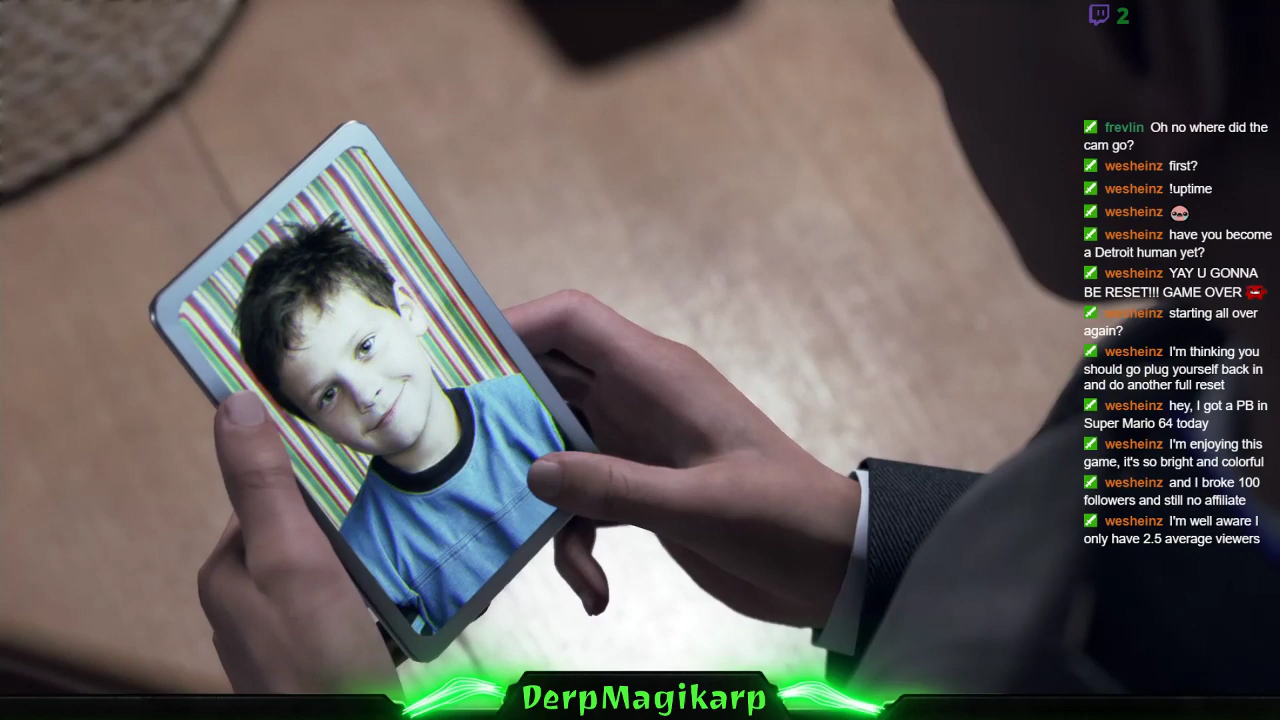 2
frevlin Oh no where did the
cam go?
wesheinz first?
wesheinz !uptime
wesheinz
wesheinz have you become
a Detroit human yet?
wesheinz YAY U GONNA
BE RESET!!! GAME OVER
wesheinz starting all over
again?
wesheinz I'm thinking you
should go plug yourself back in
and do another full reset
wesheinz hey, I got a PB in
Super Mario 64 today
wesheinz I'm enjoying this
game, it's so bright and colorful
wesheinz and I broke 100
followers and still no affiliate
wesheinz I'm well aware I
only have 2.5 average viewers
DerpMagikarp